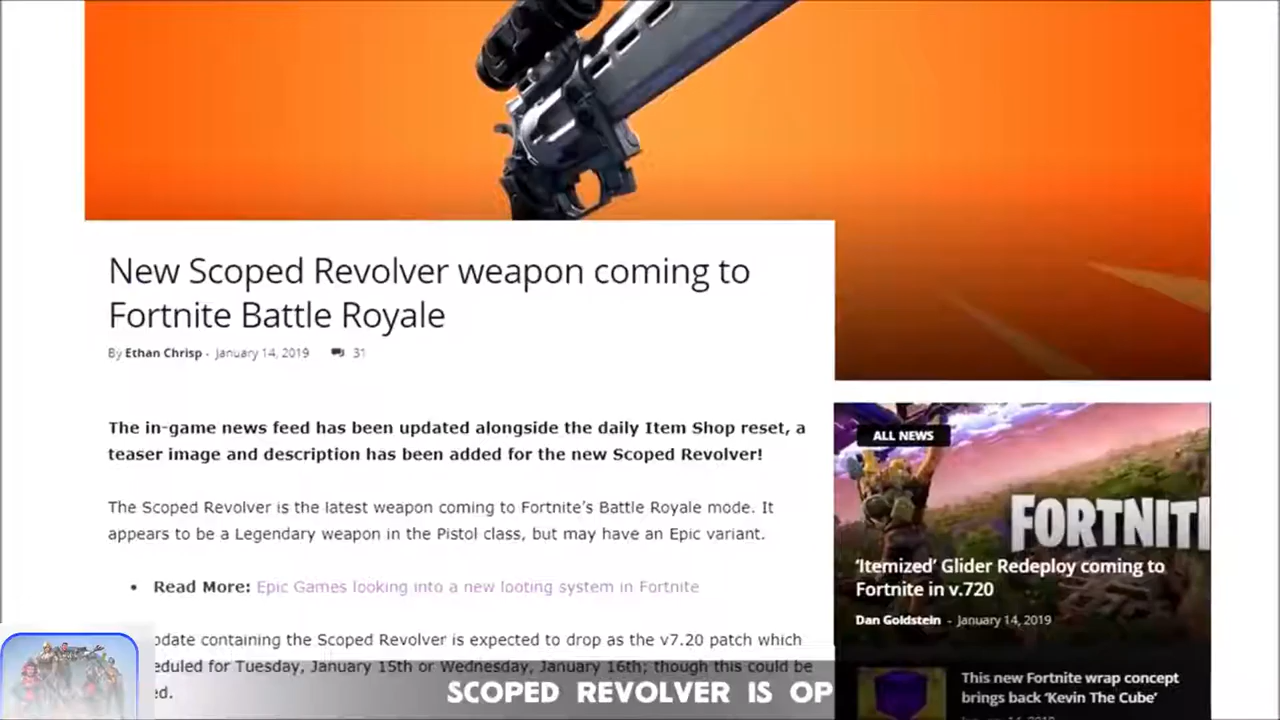 New Scoped Revolver weapon coming to
Fortnite Battle Royale
By Ethan Chrisp - January 14, 2019 31
The in-game news feed has been updated alongside the daily Item Shop reset, a
teaser image and description has been added for the new Scoped Revolver!
The Scoped Revolver is the latest weapon coming to Fortnite's Battle Royale mode. It
appears to be a Legendary weapon in the Pistol class, but may have an Epic variant.
• Read More: Epic Games looking into a new looting system in Fortnite
containing the Scoped Revolver is expected to drop as the v7.20 patch which
for Tuesday, January 15th or Wednesday, January 16th; though this could be
SCOPED REVOLVER IS OP
ALL NEWS
FORTNIT
'Itemized' Glider Redeploy coming to
Fortnite in v.720
Dan Goldstein - January 14, 2019
This new Fortnite wrap concept
brings back 'Kevin The Cube'